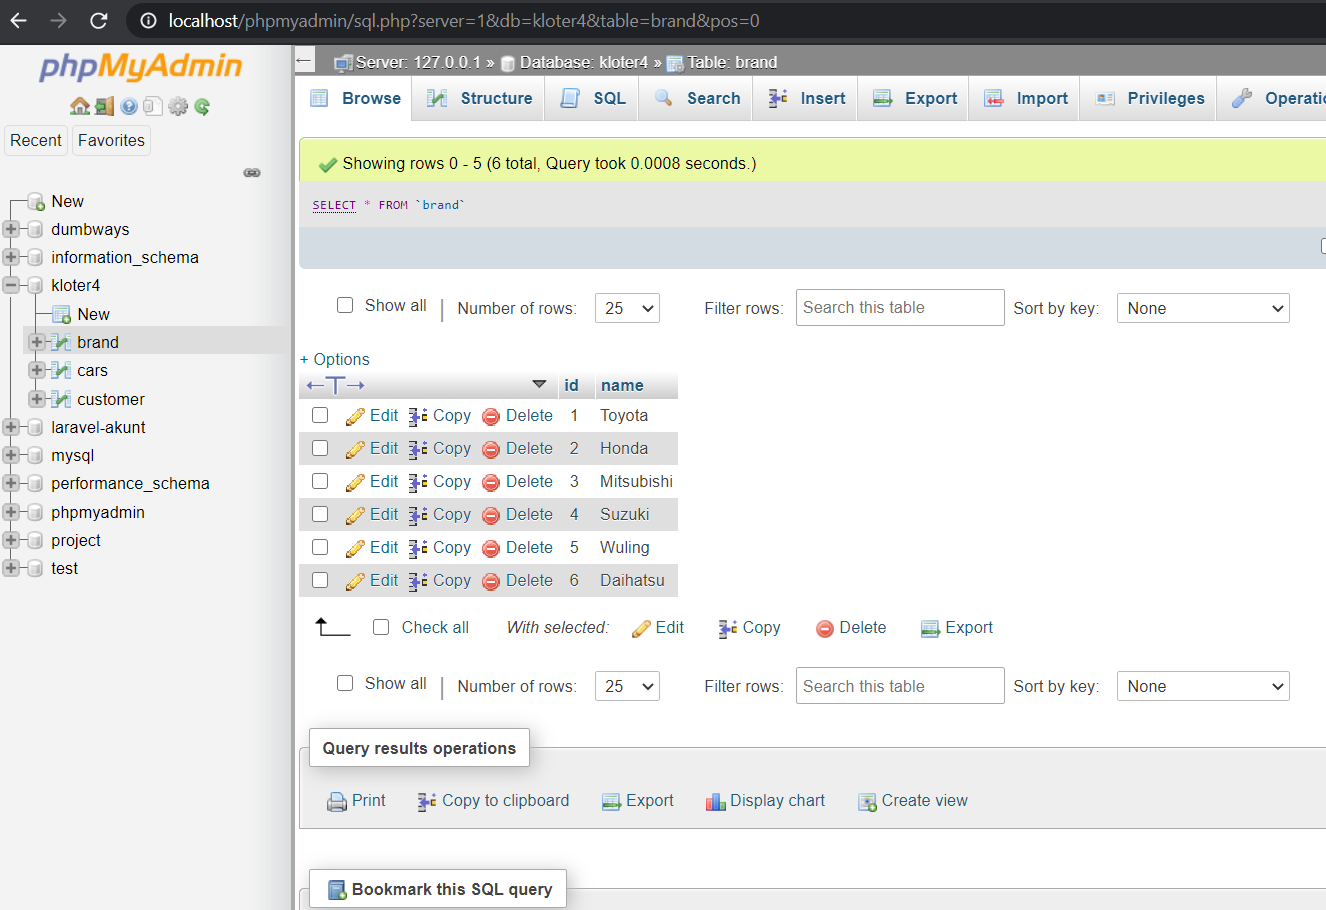 localhost/phpmyadmin/sql.php?server=1&db=kloter4&table=brand&pos=0
phpMyAdmin
Recent Favorites
New
dumbways
information_schema
kloter4
New
brand
cars
customer
laravel-akunt
mysql
performance_schema
phpmyadmin
project
test
Server: 127.0.0.1 » Database: kloter4 » Table: brand
Browse Structure SQL Search Insert Export Import Privileges Operatio
Showing rows 0 - 5 (6 total, Query took 0.0008 seconds.)
SELECT * FROM `brand`
Show all | Number of rows: 25 Filter rows: Search this table Sort by key: None
+ Options
←T→ id name
Edit Copy Delete 1 Toyota
Edit Copy Delete 2 Honda
Edit Copy Delete 3 Mitsubishi
Edit Copy Delete 4 Suzuki
Edit Copy Delete 5 Wuling
Edit Copy Delete 6 Daihatsu
Check all With selected: Edit Copy Delete Export
Show all | Number of rows: 25 Filter rows: Search this table Sort by key: None
Query results operations
Print Copy to clipboard Export Display chart Create view
Bookmark this SQL query